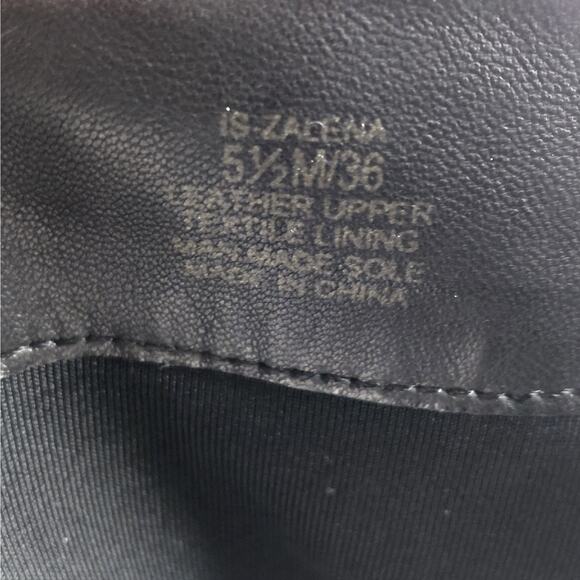 IS-ZALENA
5½M/36
LEATHER UPPER
TEXTILE LINING
MAN MADE SOLE
MADE IN CHINA